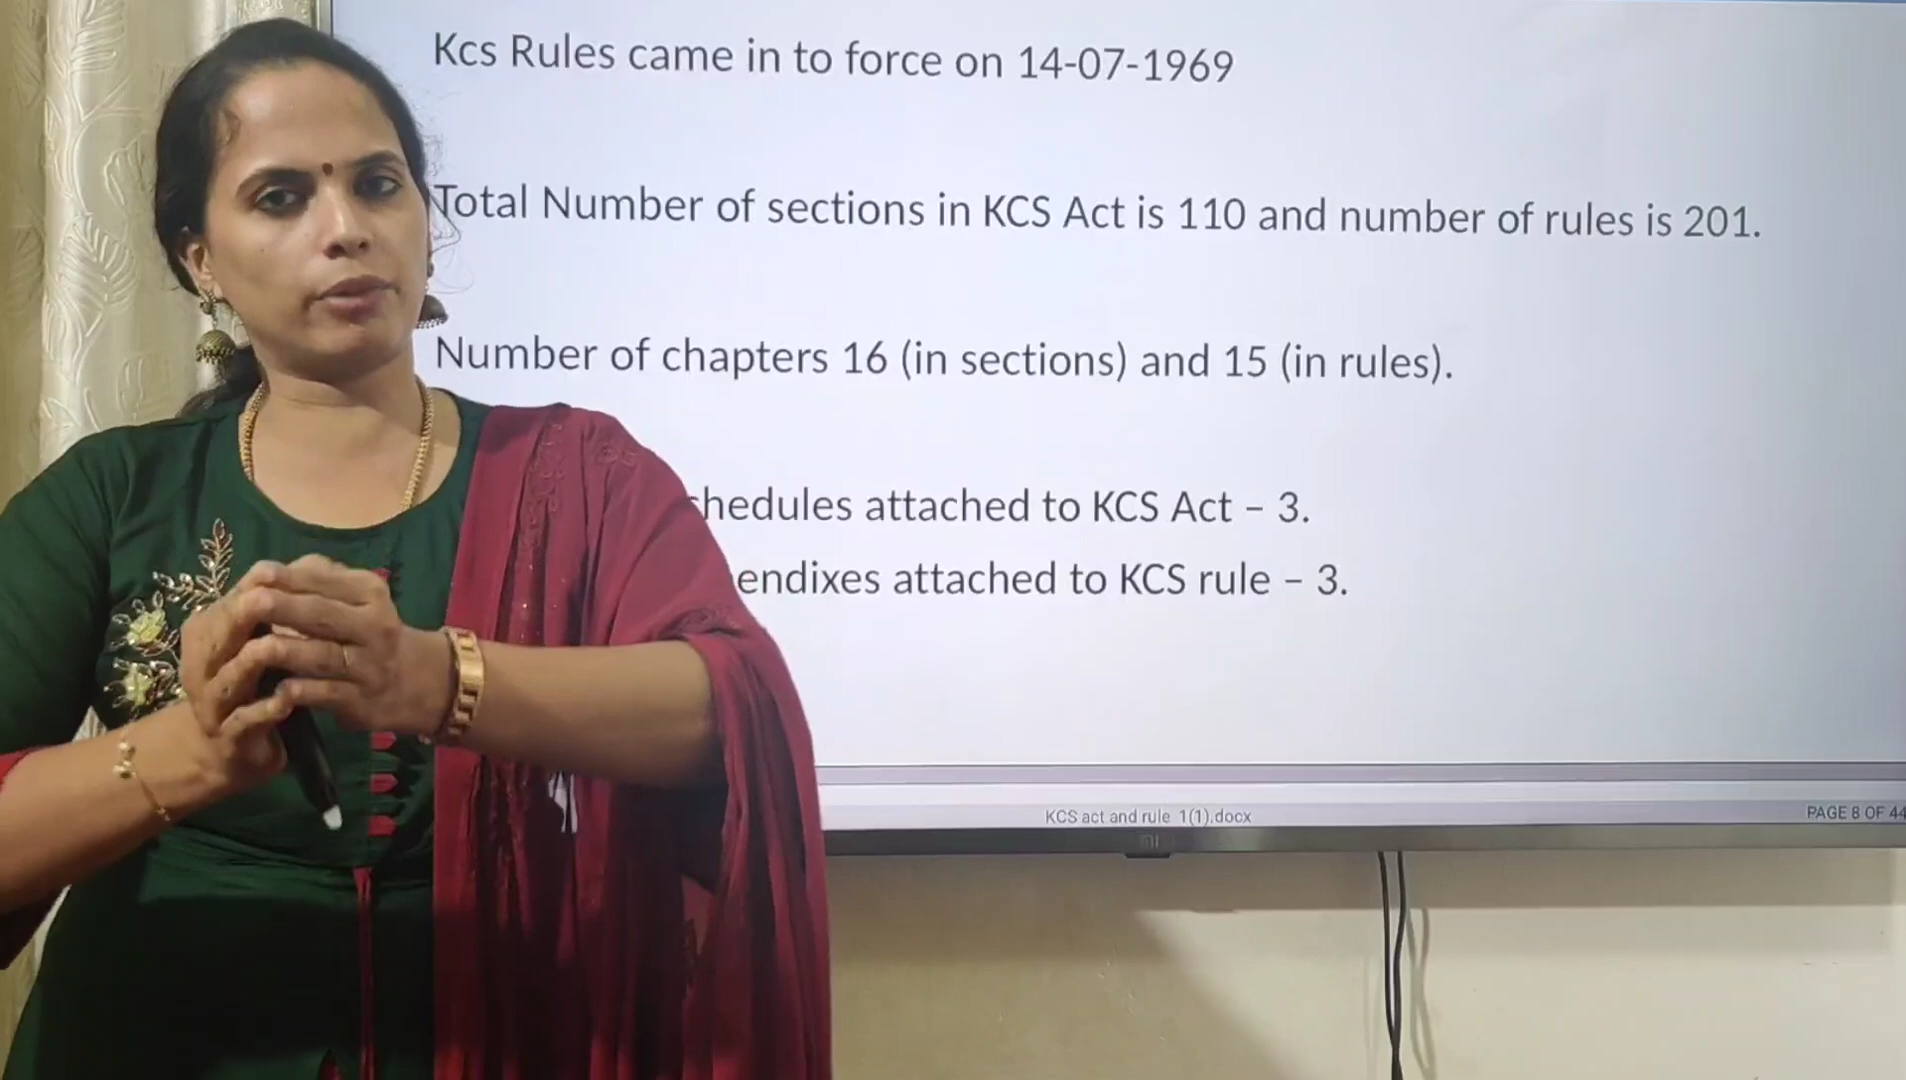 Kcs Rules came in to force on 14-07-1969
Total Number of sections in KCS Act is 110 and number of rules is 201.
Number of chapters 16 (in sections) and 15 (in rules).
attached to KCS Act – 3.
attached to KCS rule – 3.
KCS act and rule 1(1).docx
PAGE 8 OF 44
mi